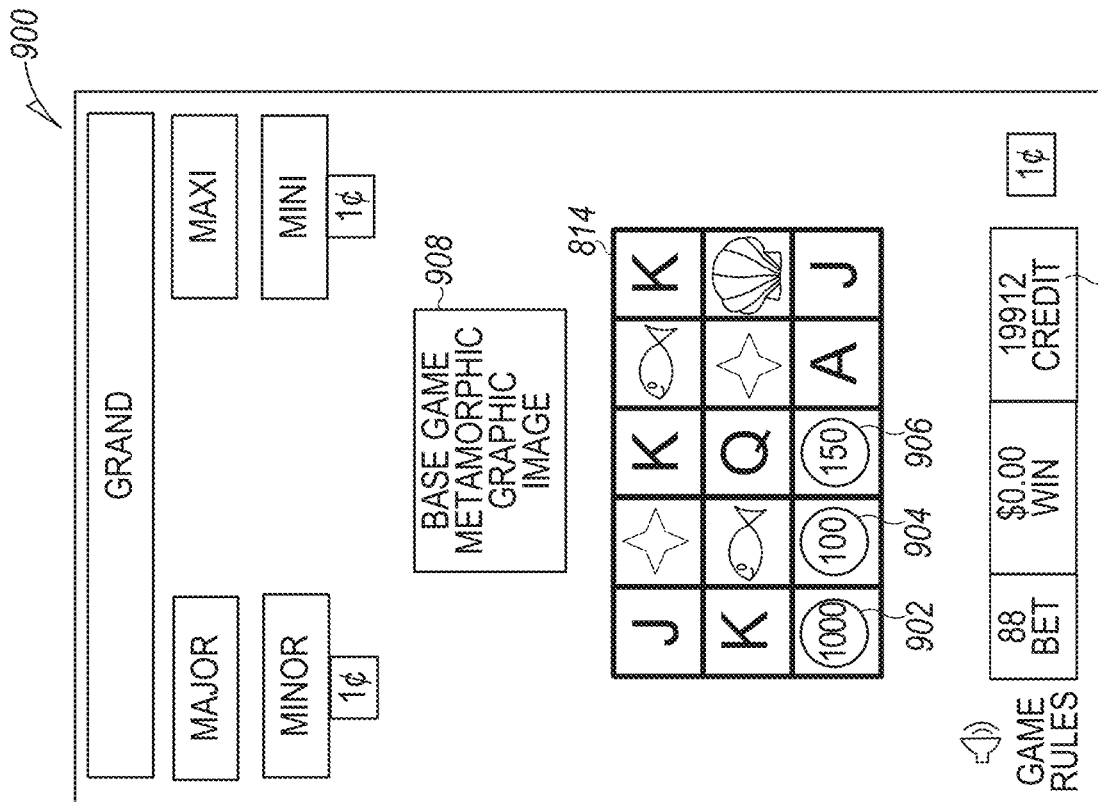 900
GRAND
MAJOR
MAXI
MINOR
MINI
1¢
1¢
908
BASE GAME
METAMORPHIC
GRAPHIC
IMAGE
814
J K K
K Q
1000 100 150 A J
902 904 906
GAME
RULES
88
BET
$0.00
WIN
19912
CREDIT
1¢